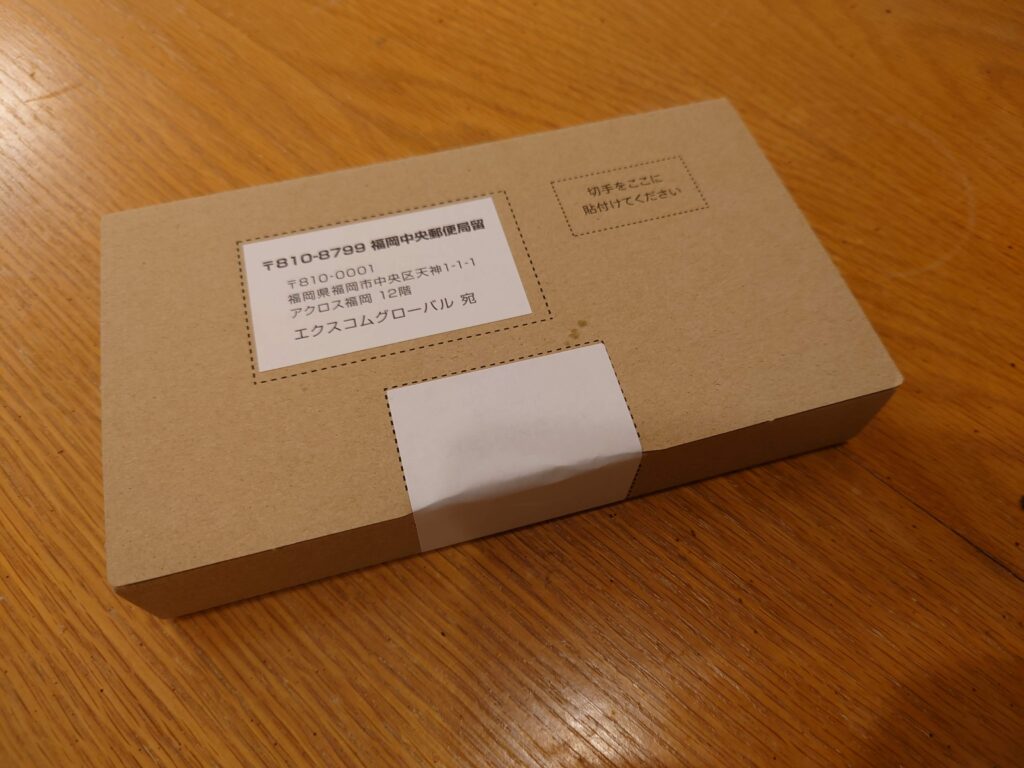 〒810-8799 福岡中央郵便局留
〒810-0001
福岡県福岡市中央区天神1-1-1
アクロス福岡 12階
エクスコムグローバル 宛
切手をここに
貼付けてください